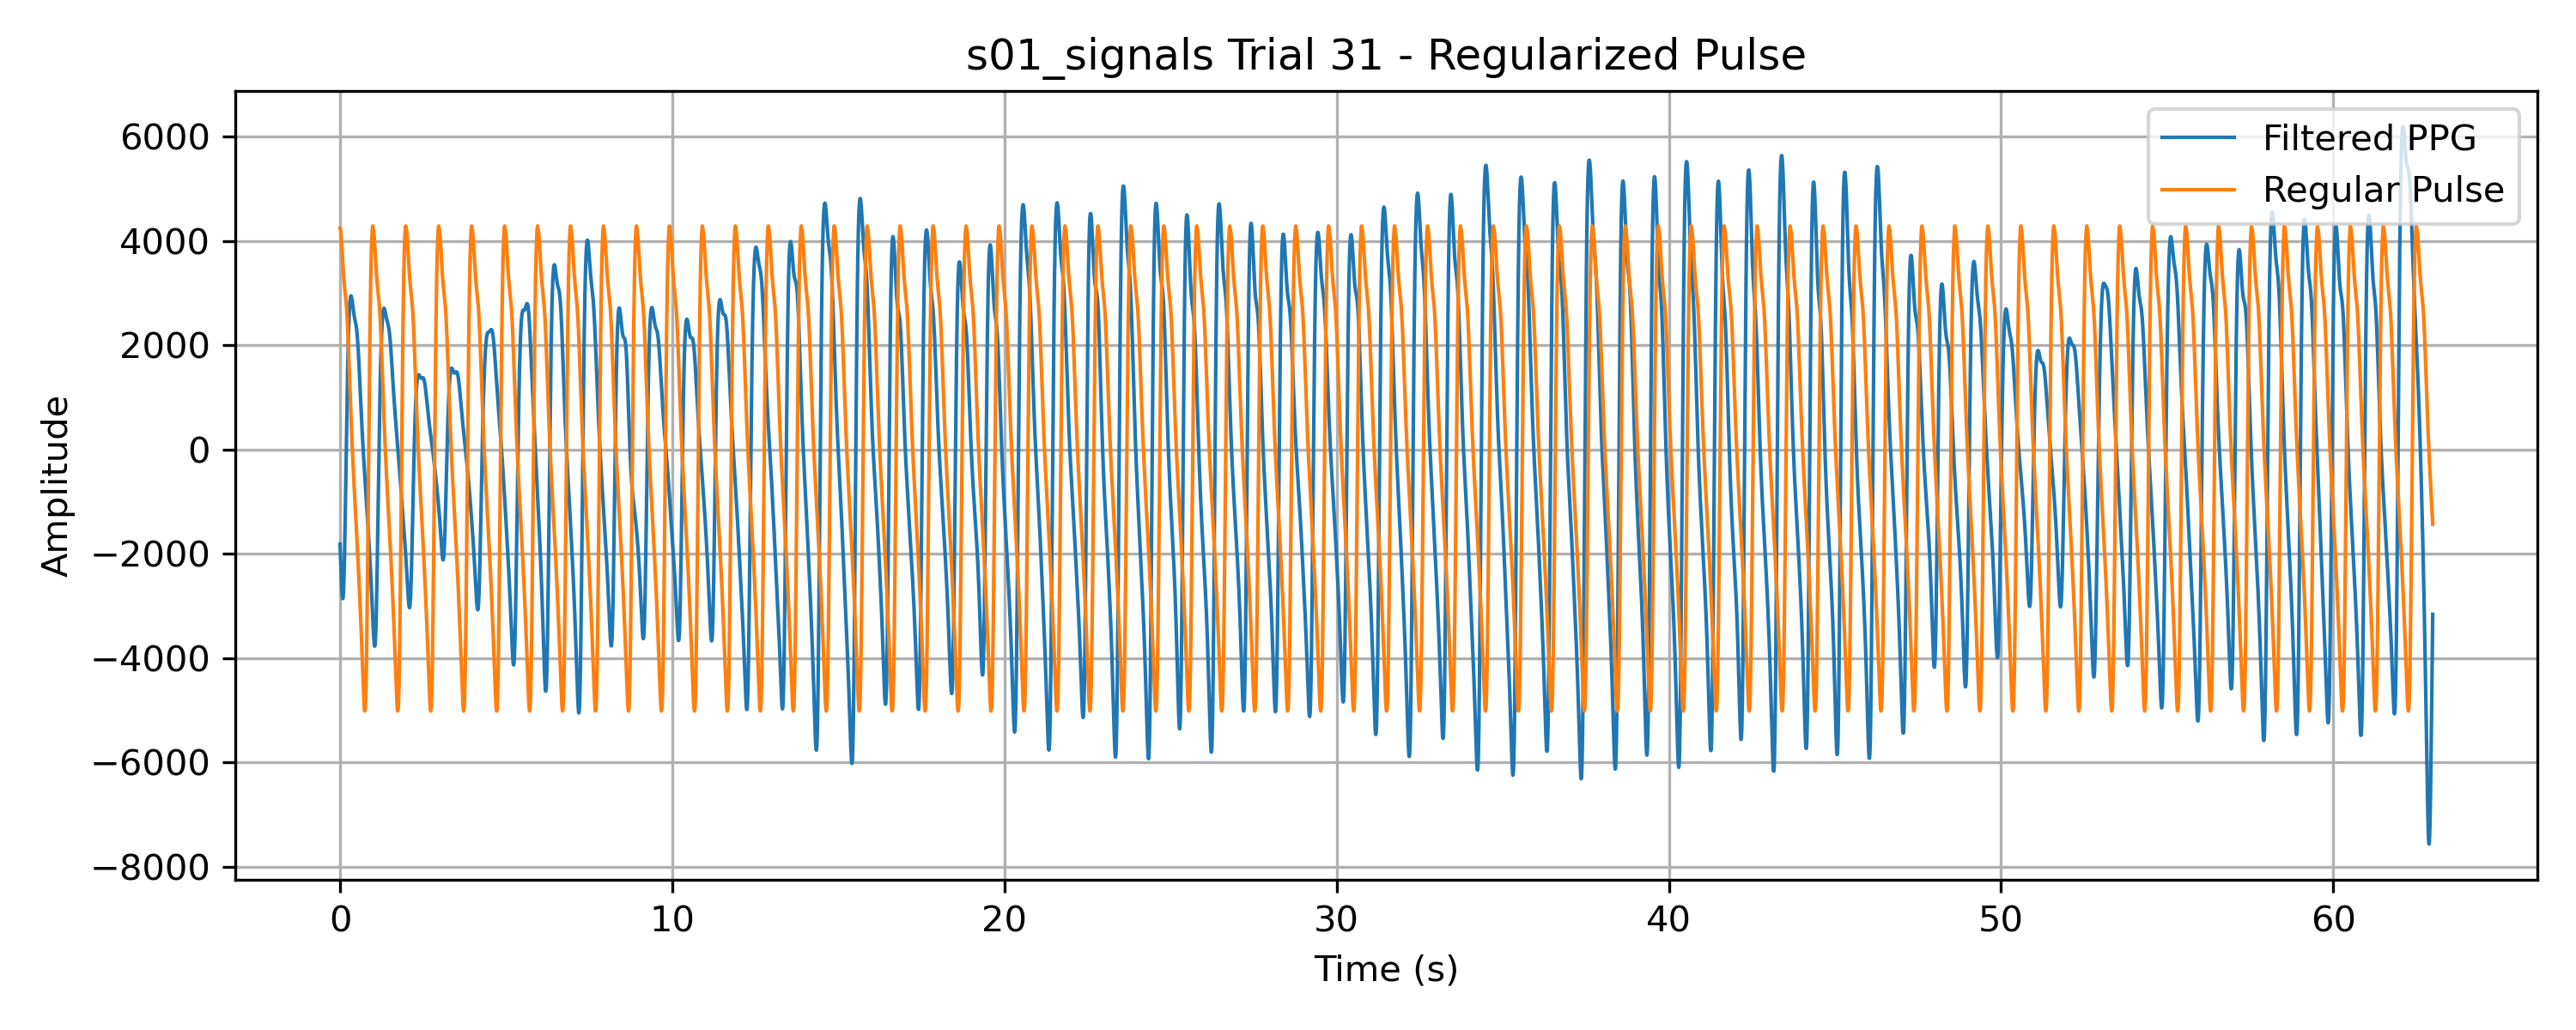 s01_signals Trial 31 - Regularized Pulse
Filtered PPG
Regular Pulse
6000
4000
2000
0
−2000
−4000
−6000
−8000
Amplitude
0 10 20 30 40 50 60
Time (s)